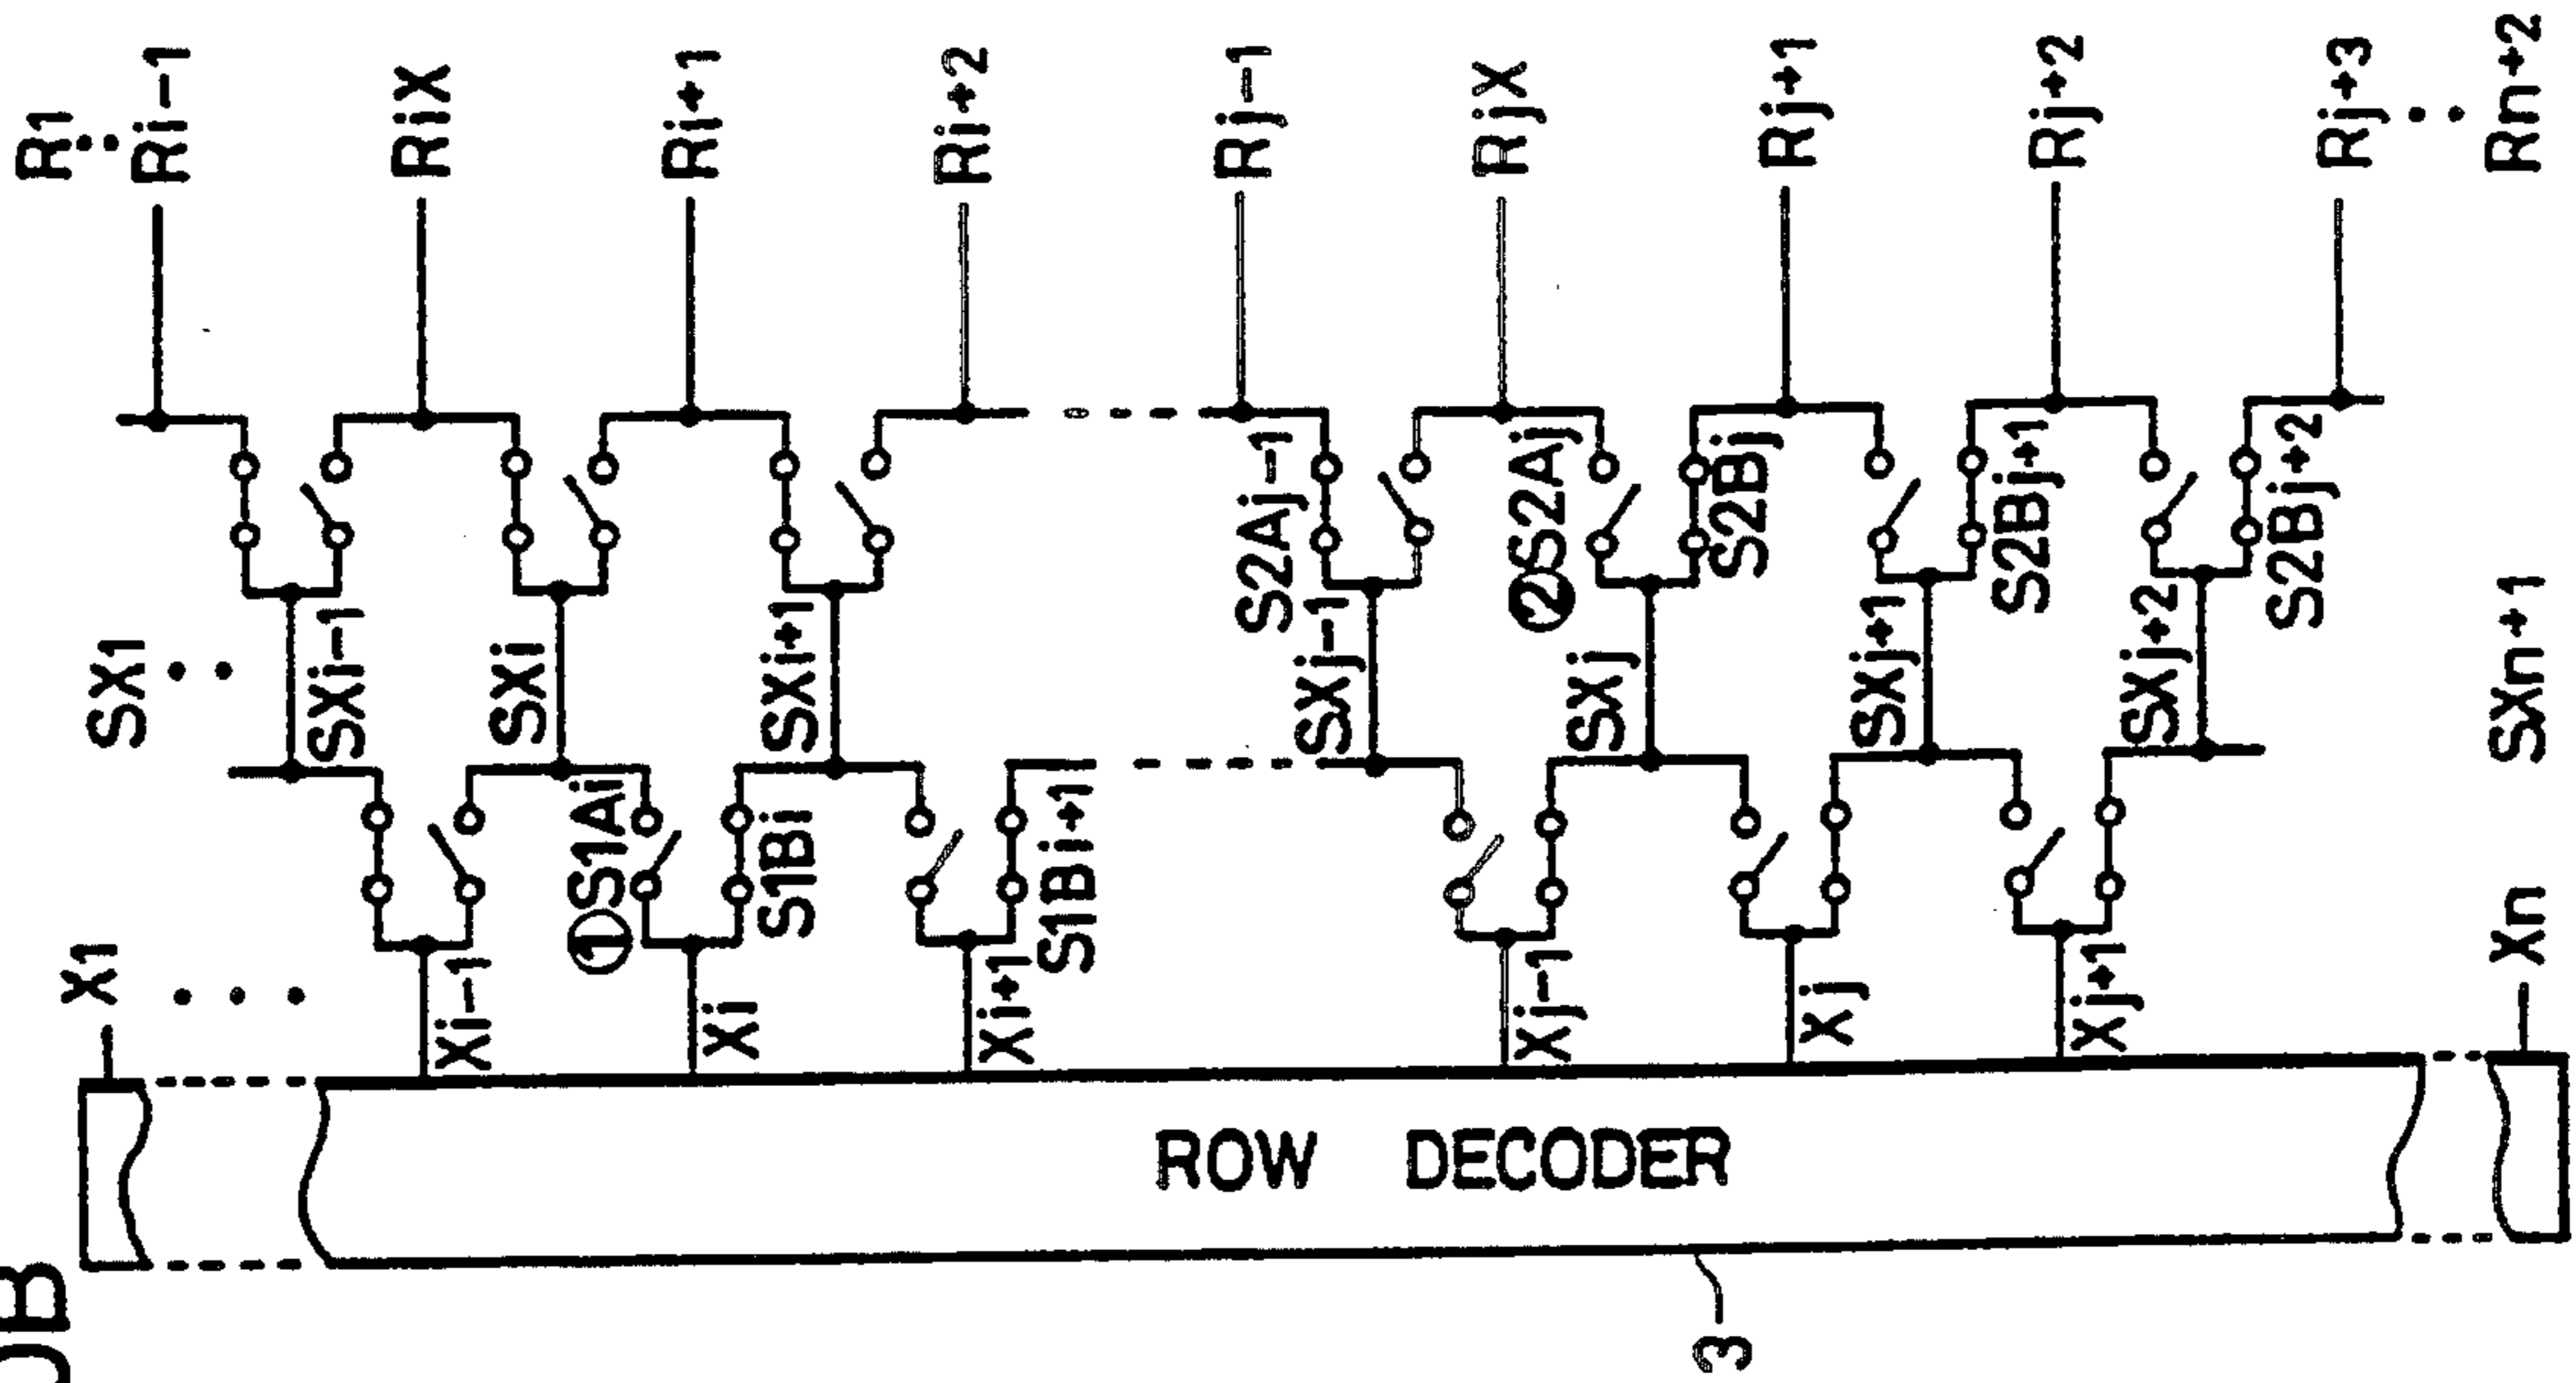 R1
Ri-1
RiX
Ri+1
Ri+2
Rj-1
RjX
Rj+1
Rj+2
Rj+3
Rn+2
S2Aj-1
②S2Aj
S2Bj
S2Bj+1
S2Bj+2
SX1
SXi-1
SXi
SXi+1
SXj-1
SXj
SXj+1
SXj+2
SXn+1
①S1Ai
S1Bi
S1Bi+1
X1
Xi-1
Xi
Xi+1
Xj-1
Xj
Xj+1
Xn
ROW DECODER
3